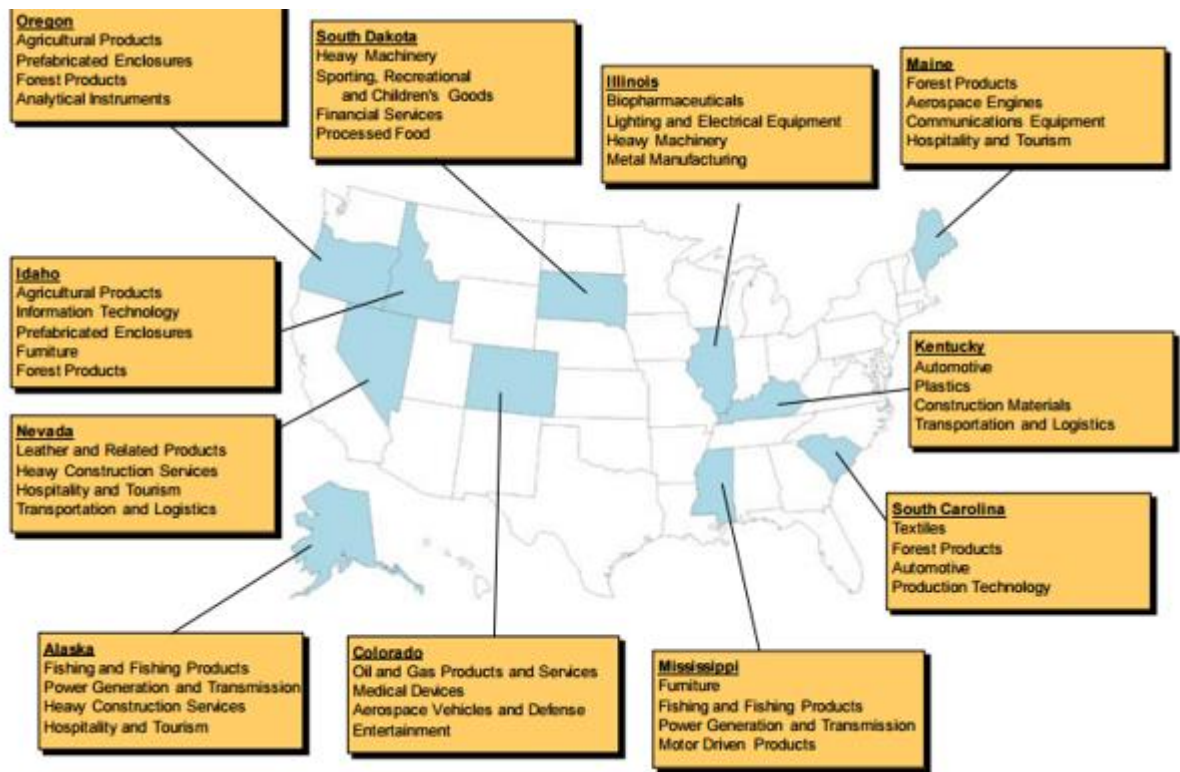 Oregon
Agricultural Products
Prefabricated Enclosures
Forest Products
Analytical Instruments
South Dakota
Heavy Machinery
Sporting, Recreational
and Children's Goods
Financial Services
Processed Food
Illinois
Biopharmaceuticals
Lighting and Electrical Equipment
Heavy Machinery
Metal Manufacturing
Maine
Forest Products
Aerospace Engines
Communications Equipment
Hospitality and Tourism
Idaho
Agricultural Products
Information Technology
Prefabricated Enclosures
Furniture
Forest Products
Kentucky
Automotive
Plastics
Construction Materials
Transportation and Logistics
Nevada
Leather and Related Products
Heavy Construction Services
Hospitality and Tourism
Transportation and Logistics
South Carolina
Textiles
Forest Products
Automotive
Production Technology
Alaska
Fishing and Fishing Products
Power Generation and Transmission
Heavy Construction Services
Hospitality and Tourism
Colorado
Oil and Gas Products and Services
Medical Devices
Aerospace Vehicles and Defense
Entertainment
Mississippi
Furniture
Fishing and Fishing Products
Power Generation and Transmission
Motor Driven Products